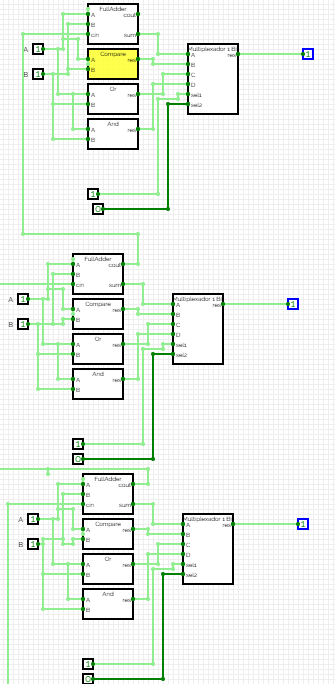 FullAdder
A cout
B
cin sum
A 1
Compare
A res
B
B 1
Or
A res
B
And
A res
B
Multiplexador 1 Bi
A res
B
C
D
sel1
sel2
1
1
0
FullAdder
A cout
B
cin sum
A 1
Compare
A res
B
B 1
Or
A res
B
And
A res
B
Multiplexador 1 Bi
A res
B
C
D
sel1
sel2
1
1
0
FullAdder
A cout
B
cin sum
A 1
Compare
A res
B
B 1
Or
A res
B
And
A res
B
Multiplexador 1 Bi
A res
B
C
D
sel1
sel2
1
1
0